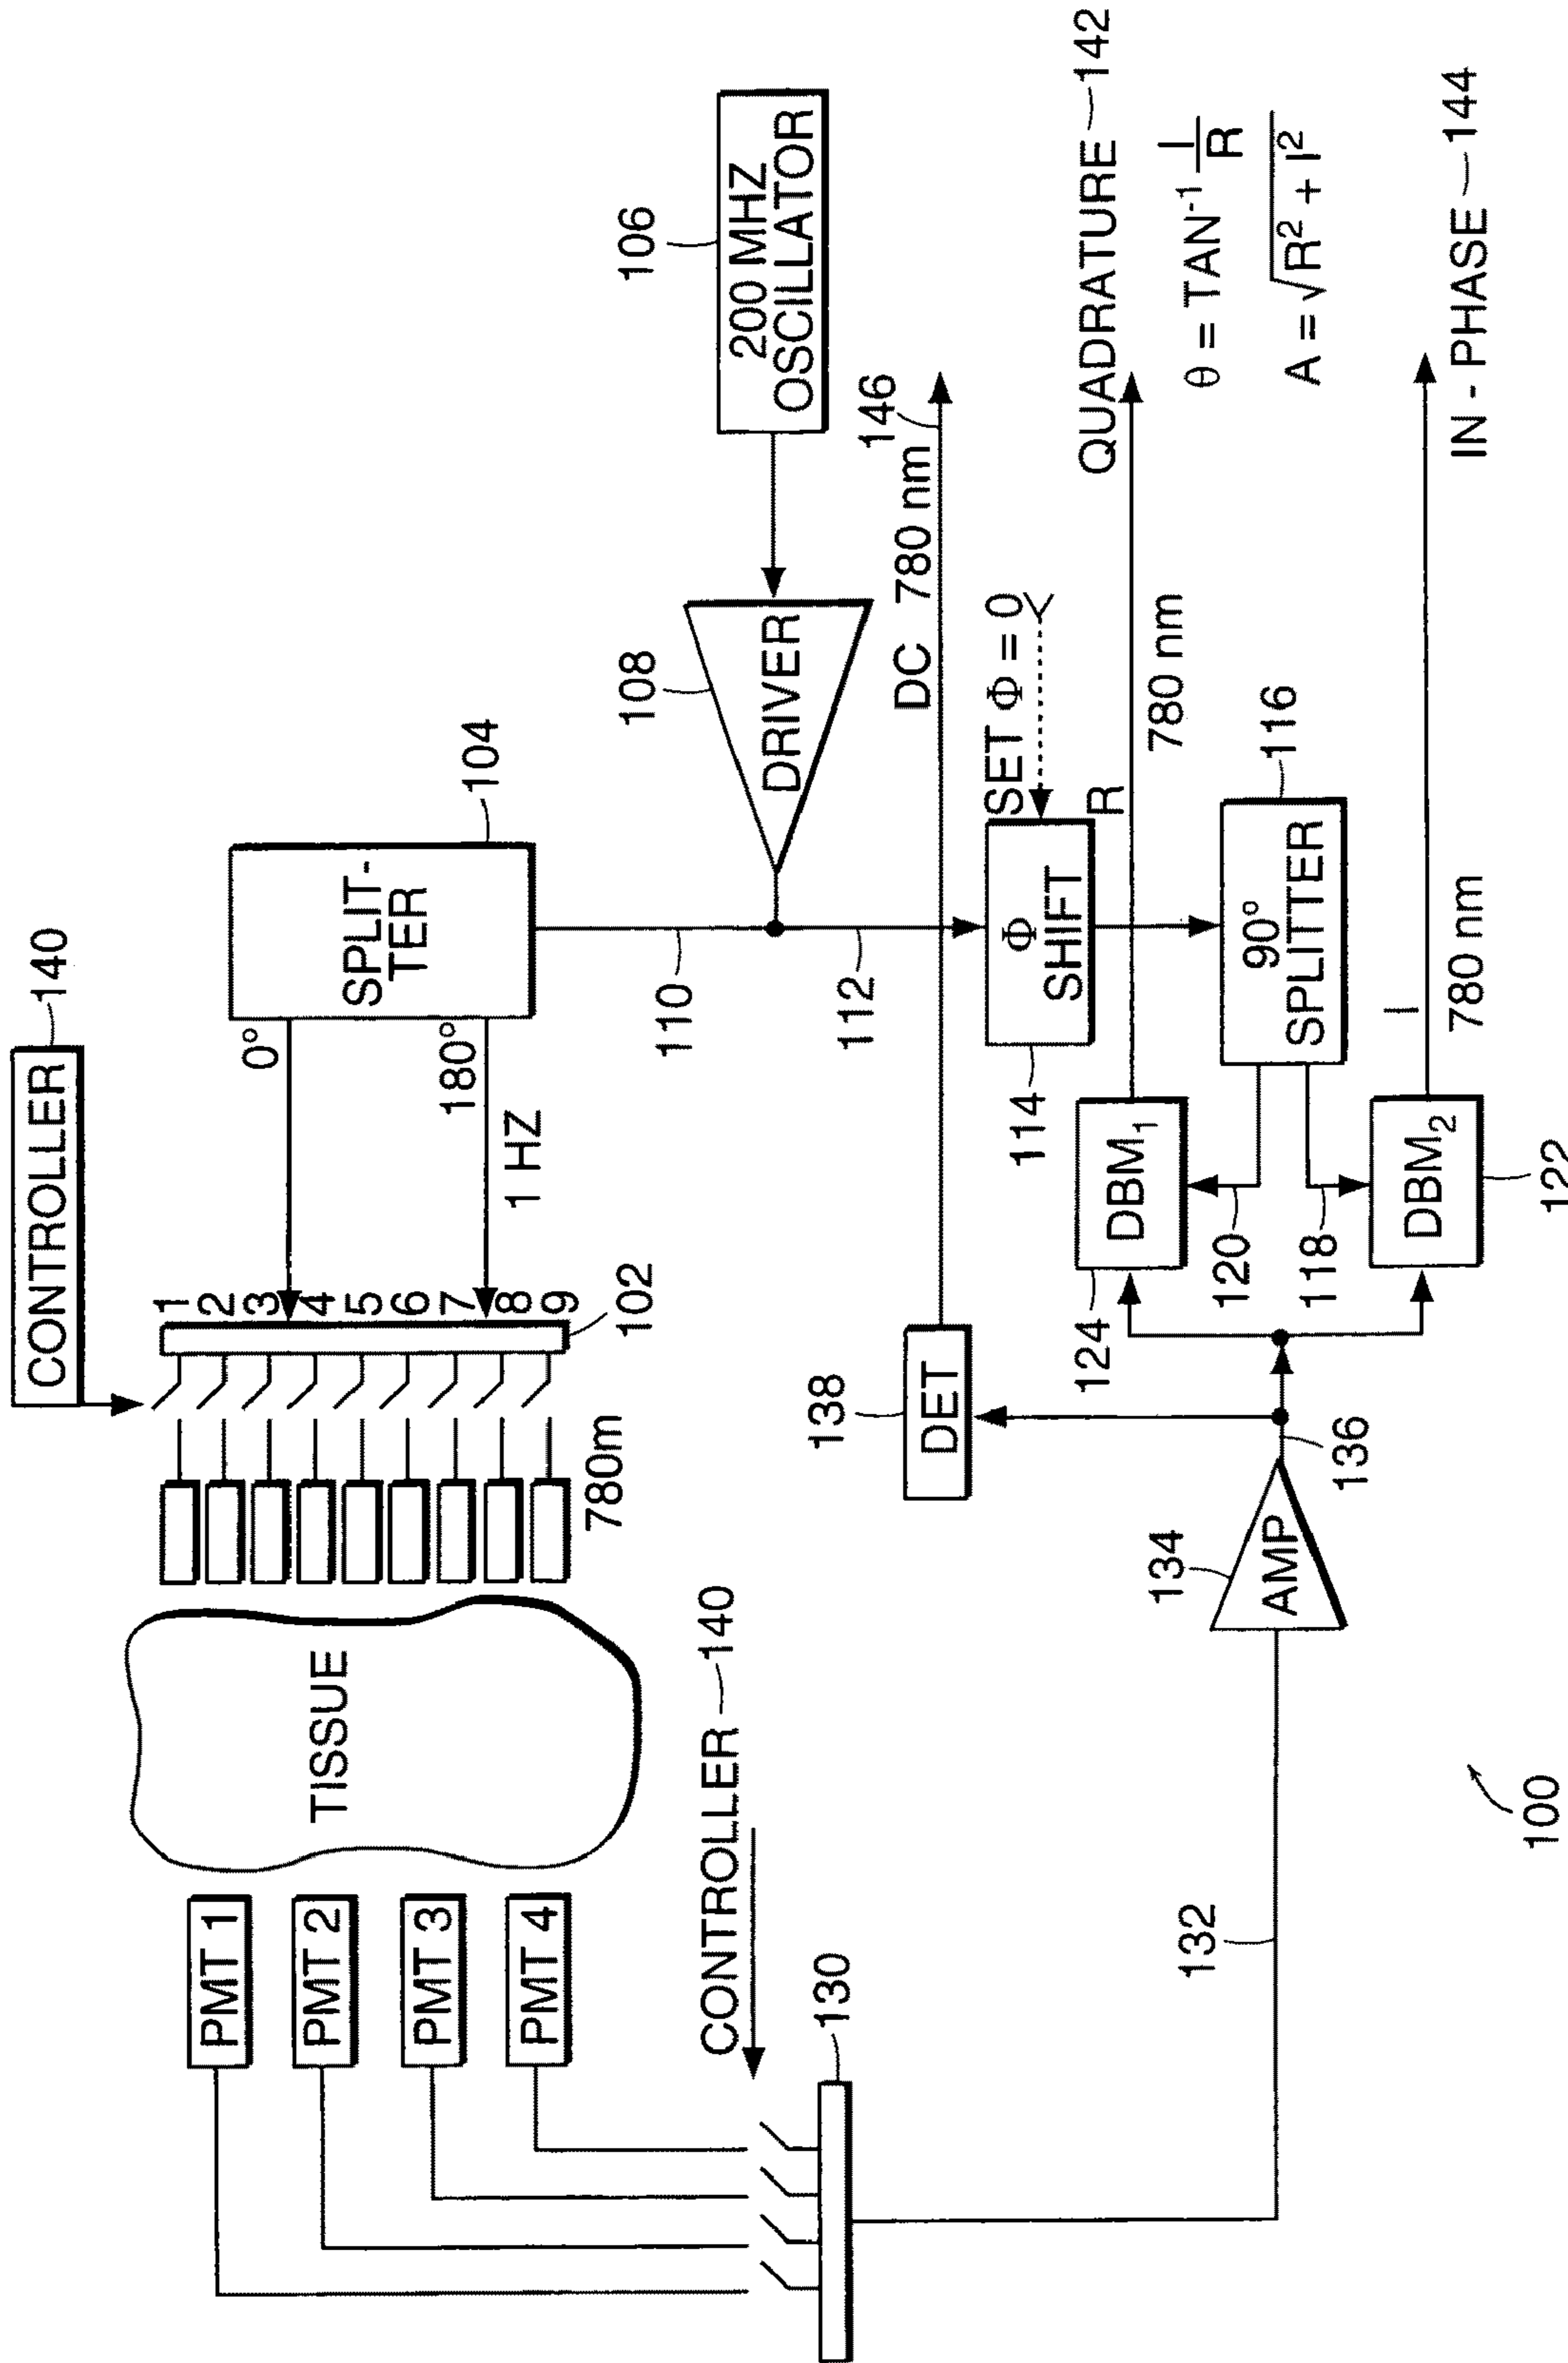 CONTROLLER 140
0°
SPLIT-
TER
104
180°
1 HZ
1
2
3
4
5
6
7
8
9
102
780m
TISSUE
PMT 1
PMT 2
PMT 3
PMT 4
CONTROLLER 140
130
132
110
112
108
DRIVER
106
200 MHZ
OSCILLATOR
DC
780 nm
146
138
DET
SET Φ = 0
Φ
SHIFT
114
R
780 nm
QUADRATURE 142
θ = TAN⁻¹ I/R
A = √R² + I²
124
DBM₁
120
118
90°
SPLITTER
116
134
AMP
136
DBM₂
122
I
780 nm
IN - PHASE 144
100